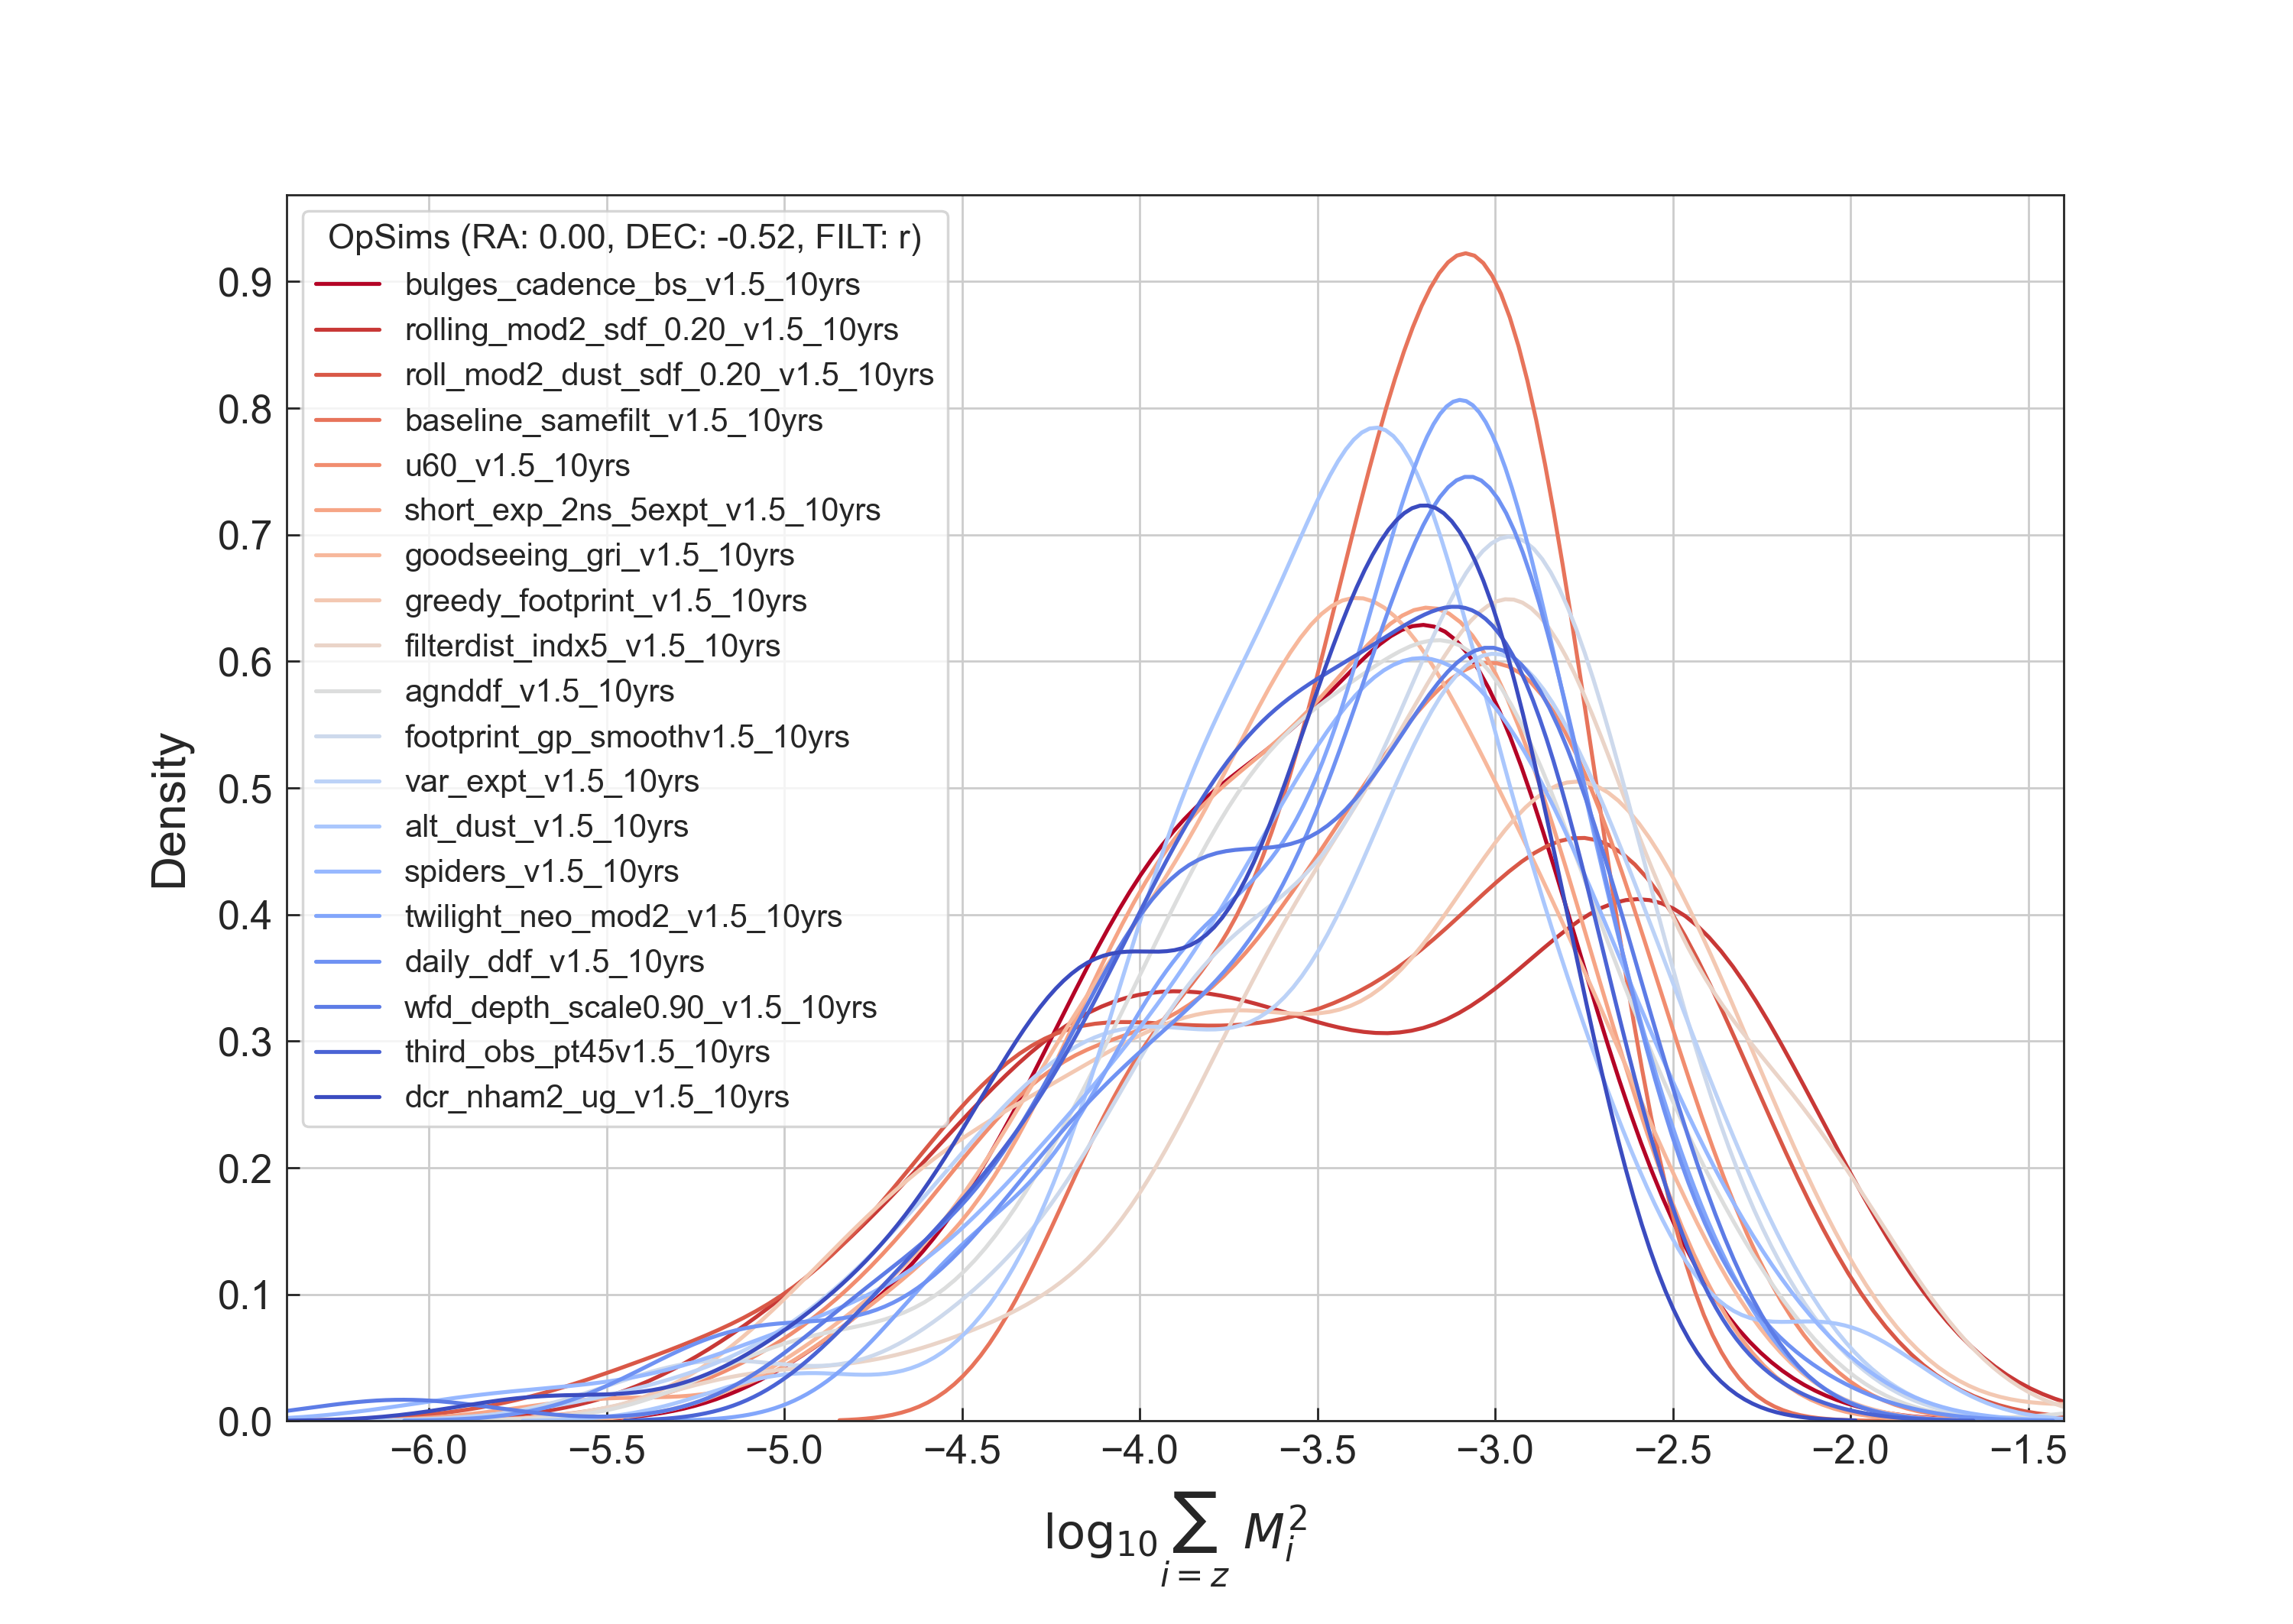 OpSims (RA: 0.00, DEC: -0.52, FILT: r)
bulges_cadence_bs_v1.5_10yrs
rolling_mod2_sdf_0.20_v1.5_10yrs
roll_mod2_dust_sdf_0.20_v1.5_10yrs
baseline_samefilt_v1.5_10yrs
u60_v1.5_10yrs
short_exp_2ns_5expt_v1.5_10yrs
goodseeing_gri_v1.5_10yrs
greedy_footprint_v1.5_10yrs
filterdist_indx5_v1.5_10yrs
agnddf_v1.5_10yrs
footprint_gp_smoothv1.5_10yrs
var_expt_v1.5_10yrs
alt_dust_v1.5_10yrs
spiders_v1.5_10yrs
twilight_neo_mod2_v1.5_10yrs
daily_ddf_v1.5_10yrs
wfd_depth_scale0.90_v1.5_10yrs
third_obs_pt45v1.5_10yrs
dcr_nham2_ug_v1.5_10yrs
0.9
0.8
0.7
0.6
0.5
0.4
0.3
0.2
0.1
0.0
Density
−6.0 −5.5 −5.0 −4.5 −4.0 −3.5 −3.0 −2.5 −2.0 −1.5
log₁₀ ∑ M_i^2
i = z